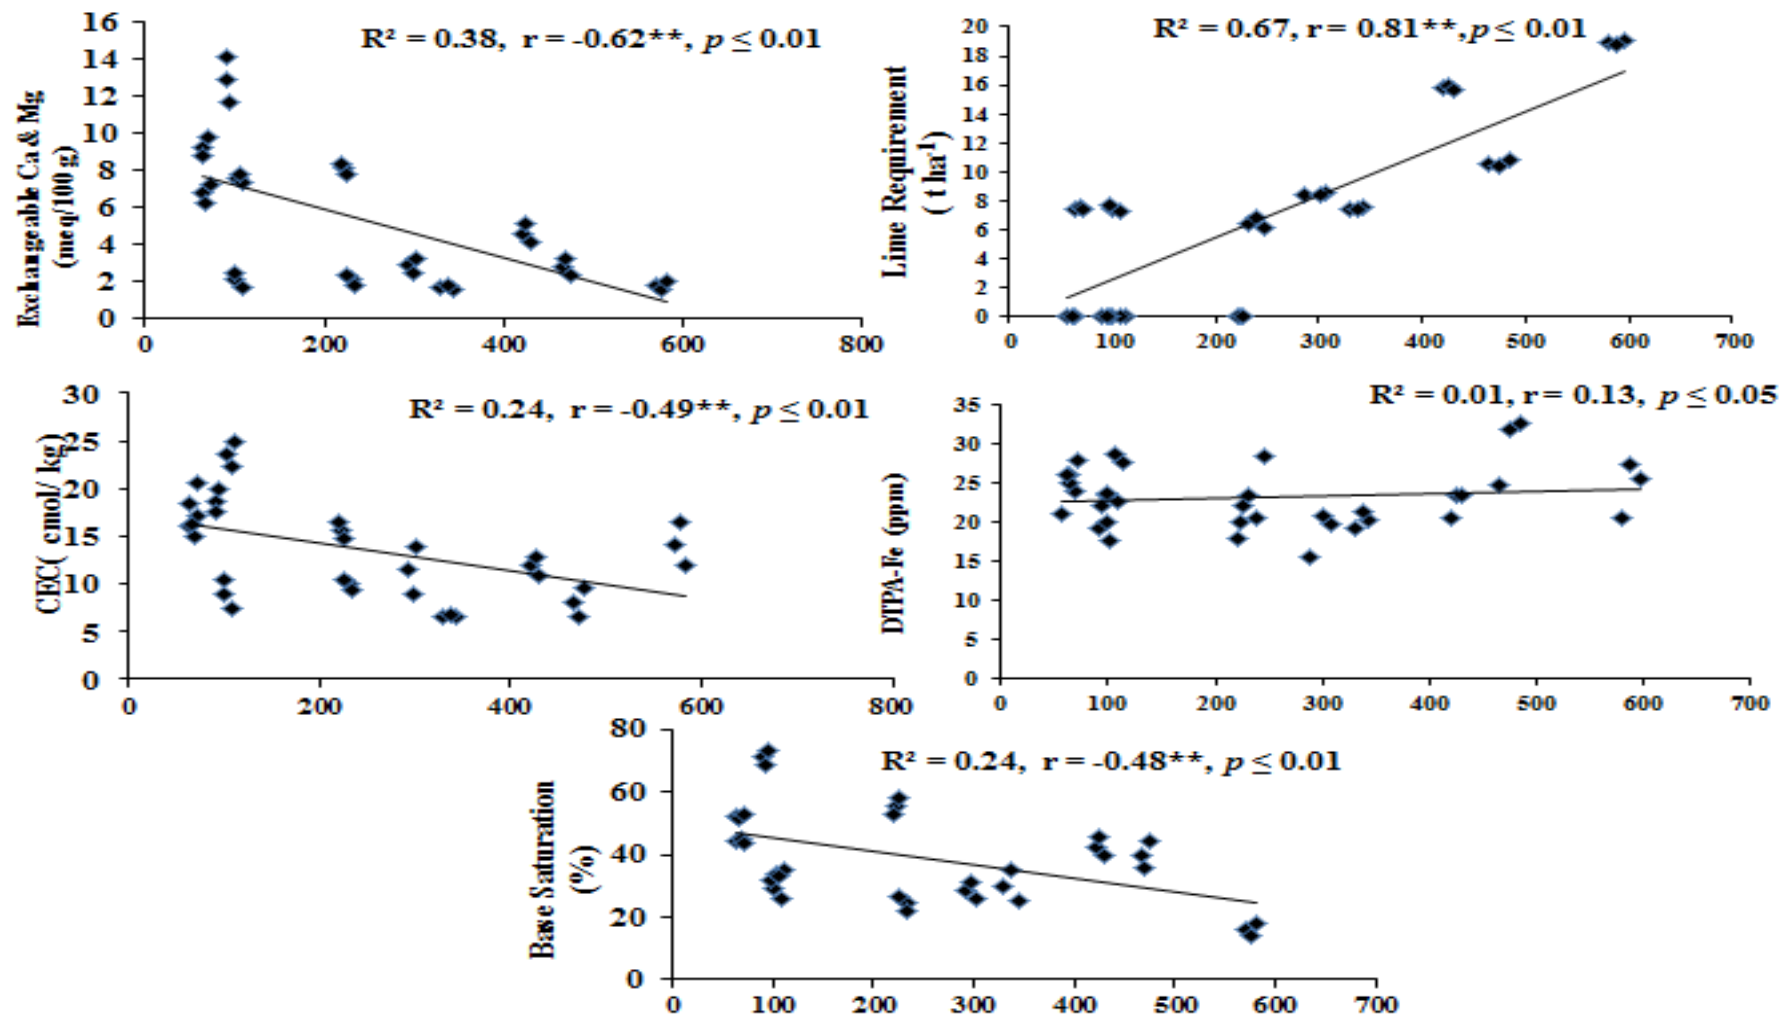 R² = 0.38, r = -0.62**, p ≤ 0.01
Exchangeable Ca & Mg
(meq/100 g)
16
14
12
10
8
6
4
2
0
0 200 400 600 800
R² = 0.67, r = 0.81**, p ≤ 0.01
Lime Requirement
( t ha-1)
20
18
16
14
12
10
8
6
4
2
0
0 100 200 300 400 500 600 700
R² = 0.24, r = -0.49**, p ≤ 0.01
CEC( cmol/ kg)
30
25
20
15
10
5
0
0 200 400 600 800
R² = 0.01, r = 0.13, p ≤ 0.05
DTPA-Fe (ppm)
35
30
25
20
15
10
5
0
0 100 200 300 400 500 600 700
R² = 0.24, r = -0.48**, p ≤ 0.01
Base Saturation
(%)
80
60
40
20
0
0 100 200 300 400 500 600 700